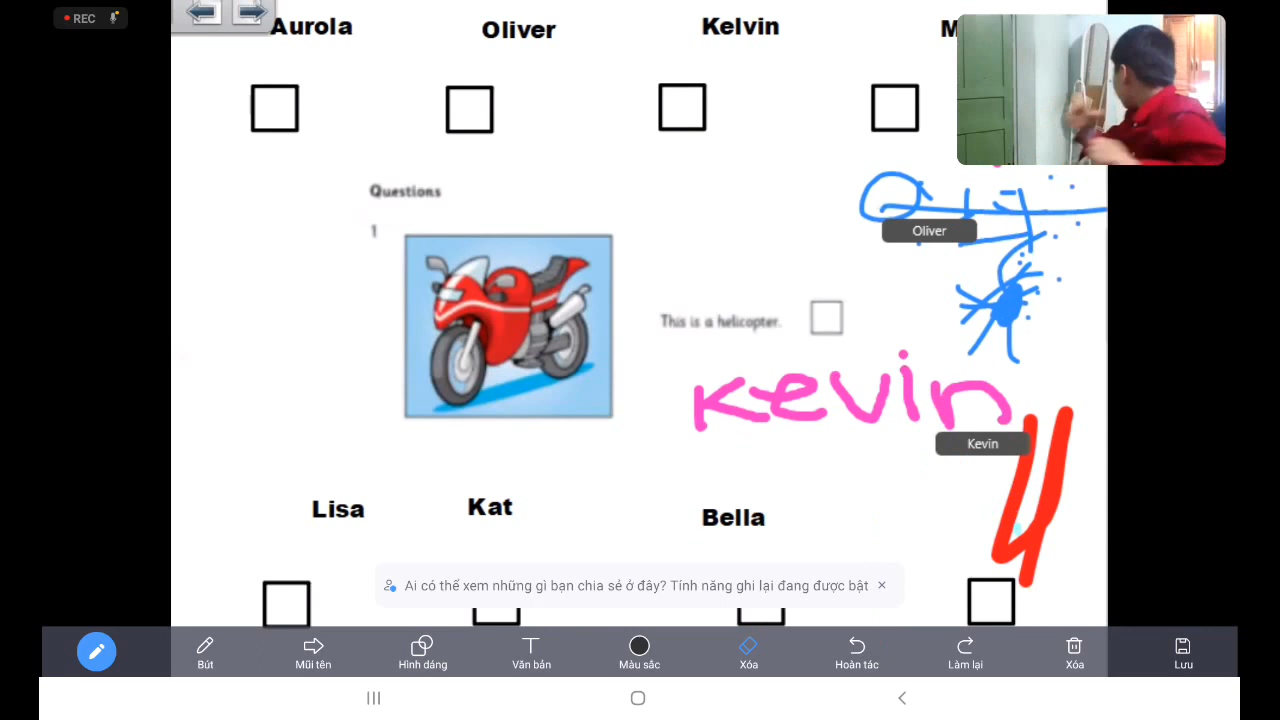 REC
Aurola Oliver Kelvin M
Questions
1
Oliver
This is a helicopter.
Kevin
Kevin
Lisa Kat Bella
Ai có thể xem những gì bạn chia sẻ ở đây? Tính năng ghi lại đang được bật
Bút Mũi tên Hình dáng Văn bản Màu sắc Xóa Hoàn tác Làm lại Xóa Lưu